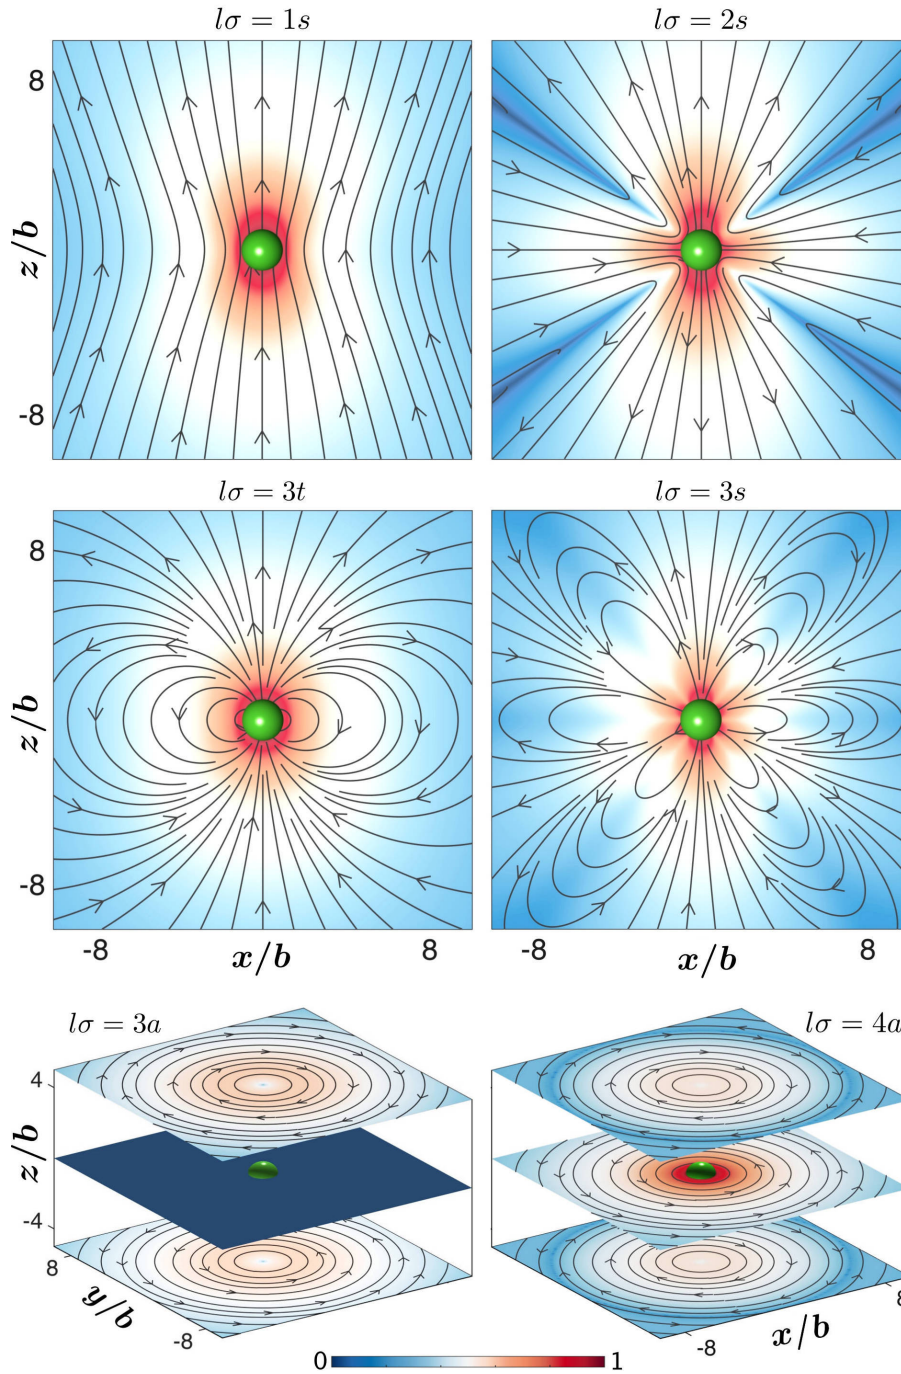 lσ = 1s
lσ = 2s
8
z/b
-8
lσ = 3t
lσ = 3s
8
z/b
-8
-8
x/b
8
-8
x/b
8
lσ = 3a
lσ = 4a
4
z/b
-4
8
y/b
-8
-8
x/b
8
0
1